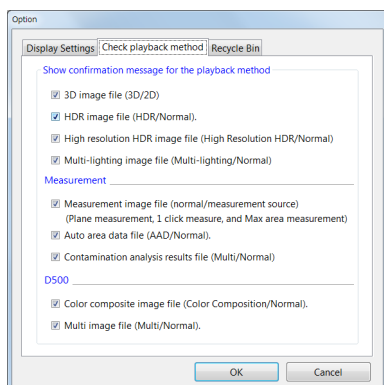 Option
Display Settings Check playback method Recycle Bin
Show confirmation message for the playback method
3D image file (3D/2D)
HDR image file (HDR/Normal).
High resolution HDR image file (High Resolution HDR/Normal)
Multi-lighting image file (Multi-lighting/Normal)
Measurement
Measurement image file (normal/measurement source)
(Plane measurement, 1 click measure, and Max area measurement)
Auto area data file (AAD/Normal).
Contamination analysis results file (Multi/Normal)
D500
Color composite image file (Color Composition/Normal).
Multi image file (Multi/Normal).
OK Cancel